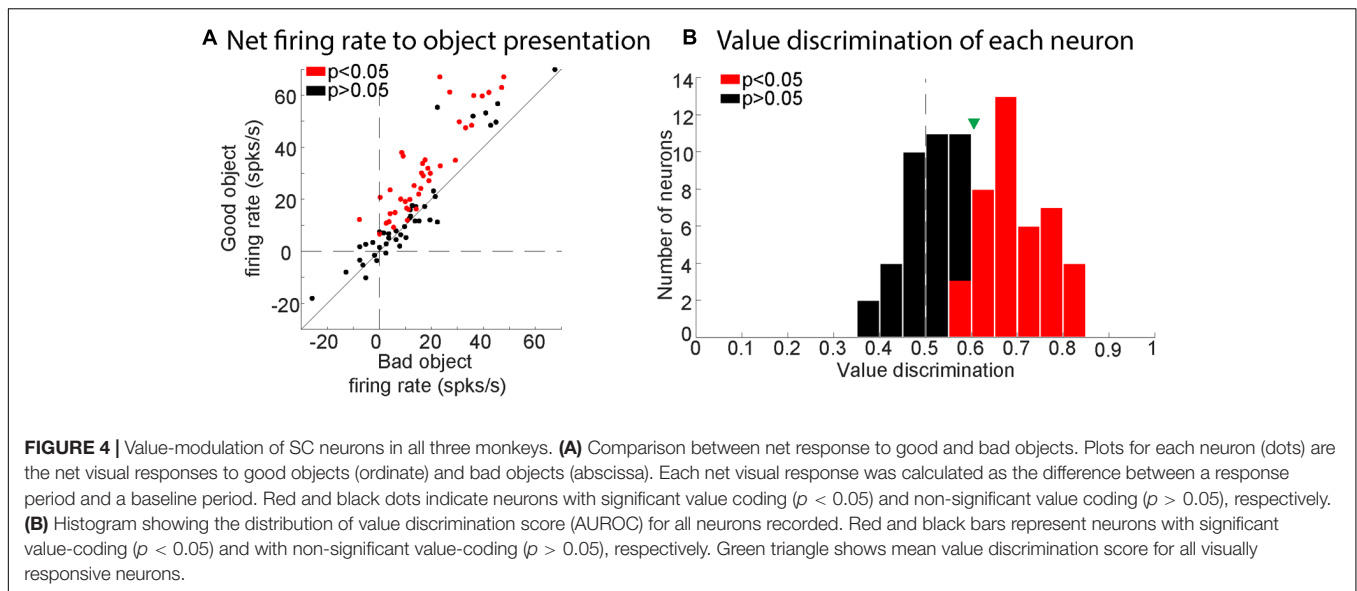 A Net firing rate to object presentation
p<0.05
p>0.05
60
40
20
0
-20
Good object
firing rate (spks/s)
-20 0 20 40 60
Bad object
firing rate (spks/s)
B Value discrimination of each neuron
p<0.05
p>0.05
14
12
10
8
6
4
2
0
Number of neurons
0 0.1 0.2 0.3 0.4 0.5 0.6 0.7 0.8 0.9 1
Value discrimination
FIGURE 4 | Value-modulation of SC neurons in all three monkeys. (A) Comparison between net response to good and bad objects. Plots for each neuron (dots) are
the net visual responses to good objects (ordinate) and bad objects (abscissa). Each net visual response was calculated as the difference between a response
period and a baseline period. Red and black dots indicate neurons with significant value coding (p < 0.05) and non-significant value coding (p > 0.05), respectively.
(B) Histogram showing the distribution of value discrimination score (AUROC) for all neurons recorded. Red and black bars represent neurons with significant
value-coding (p < 0.05) and with non-significant value-coding (p > 0.05), respectively. Green triangle shows mean value discrimination score for all visually
responsive neurons.